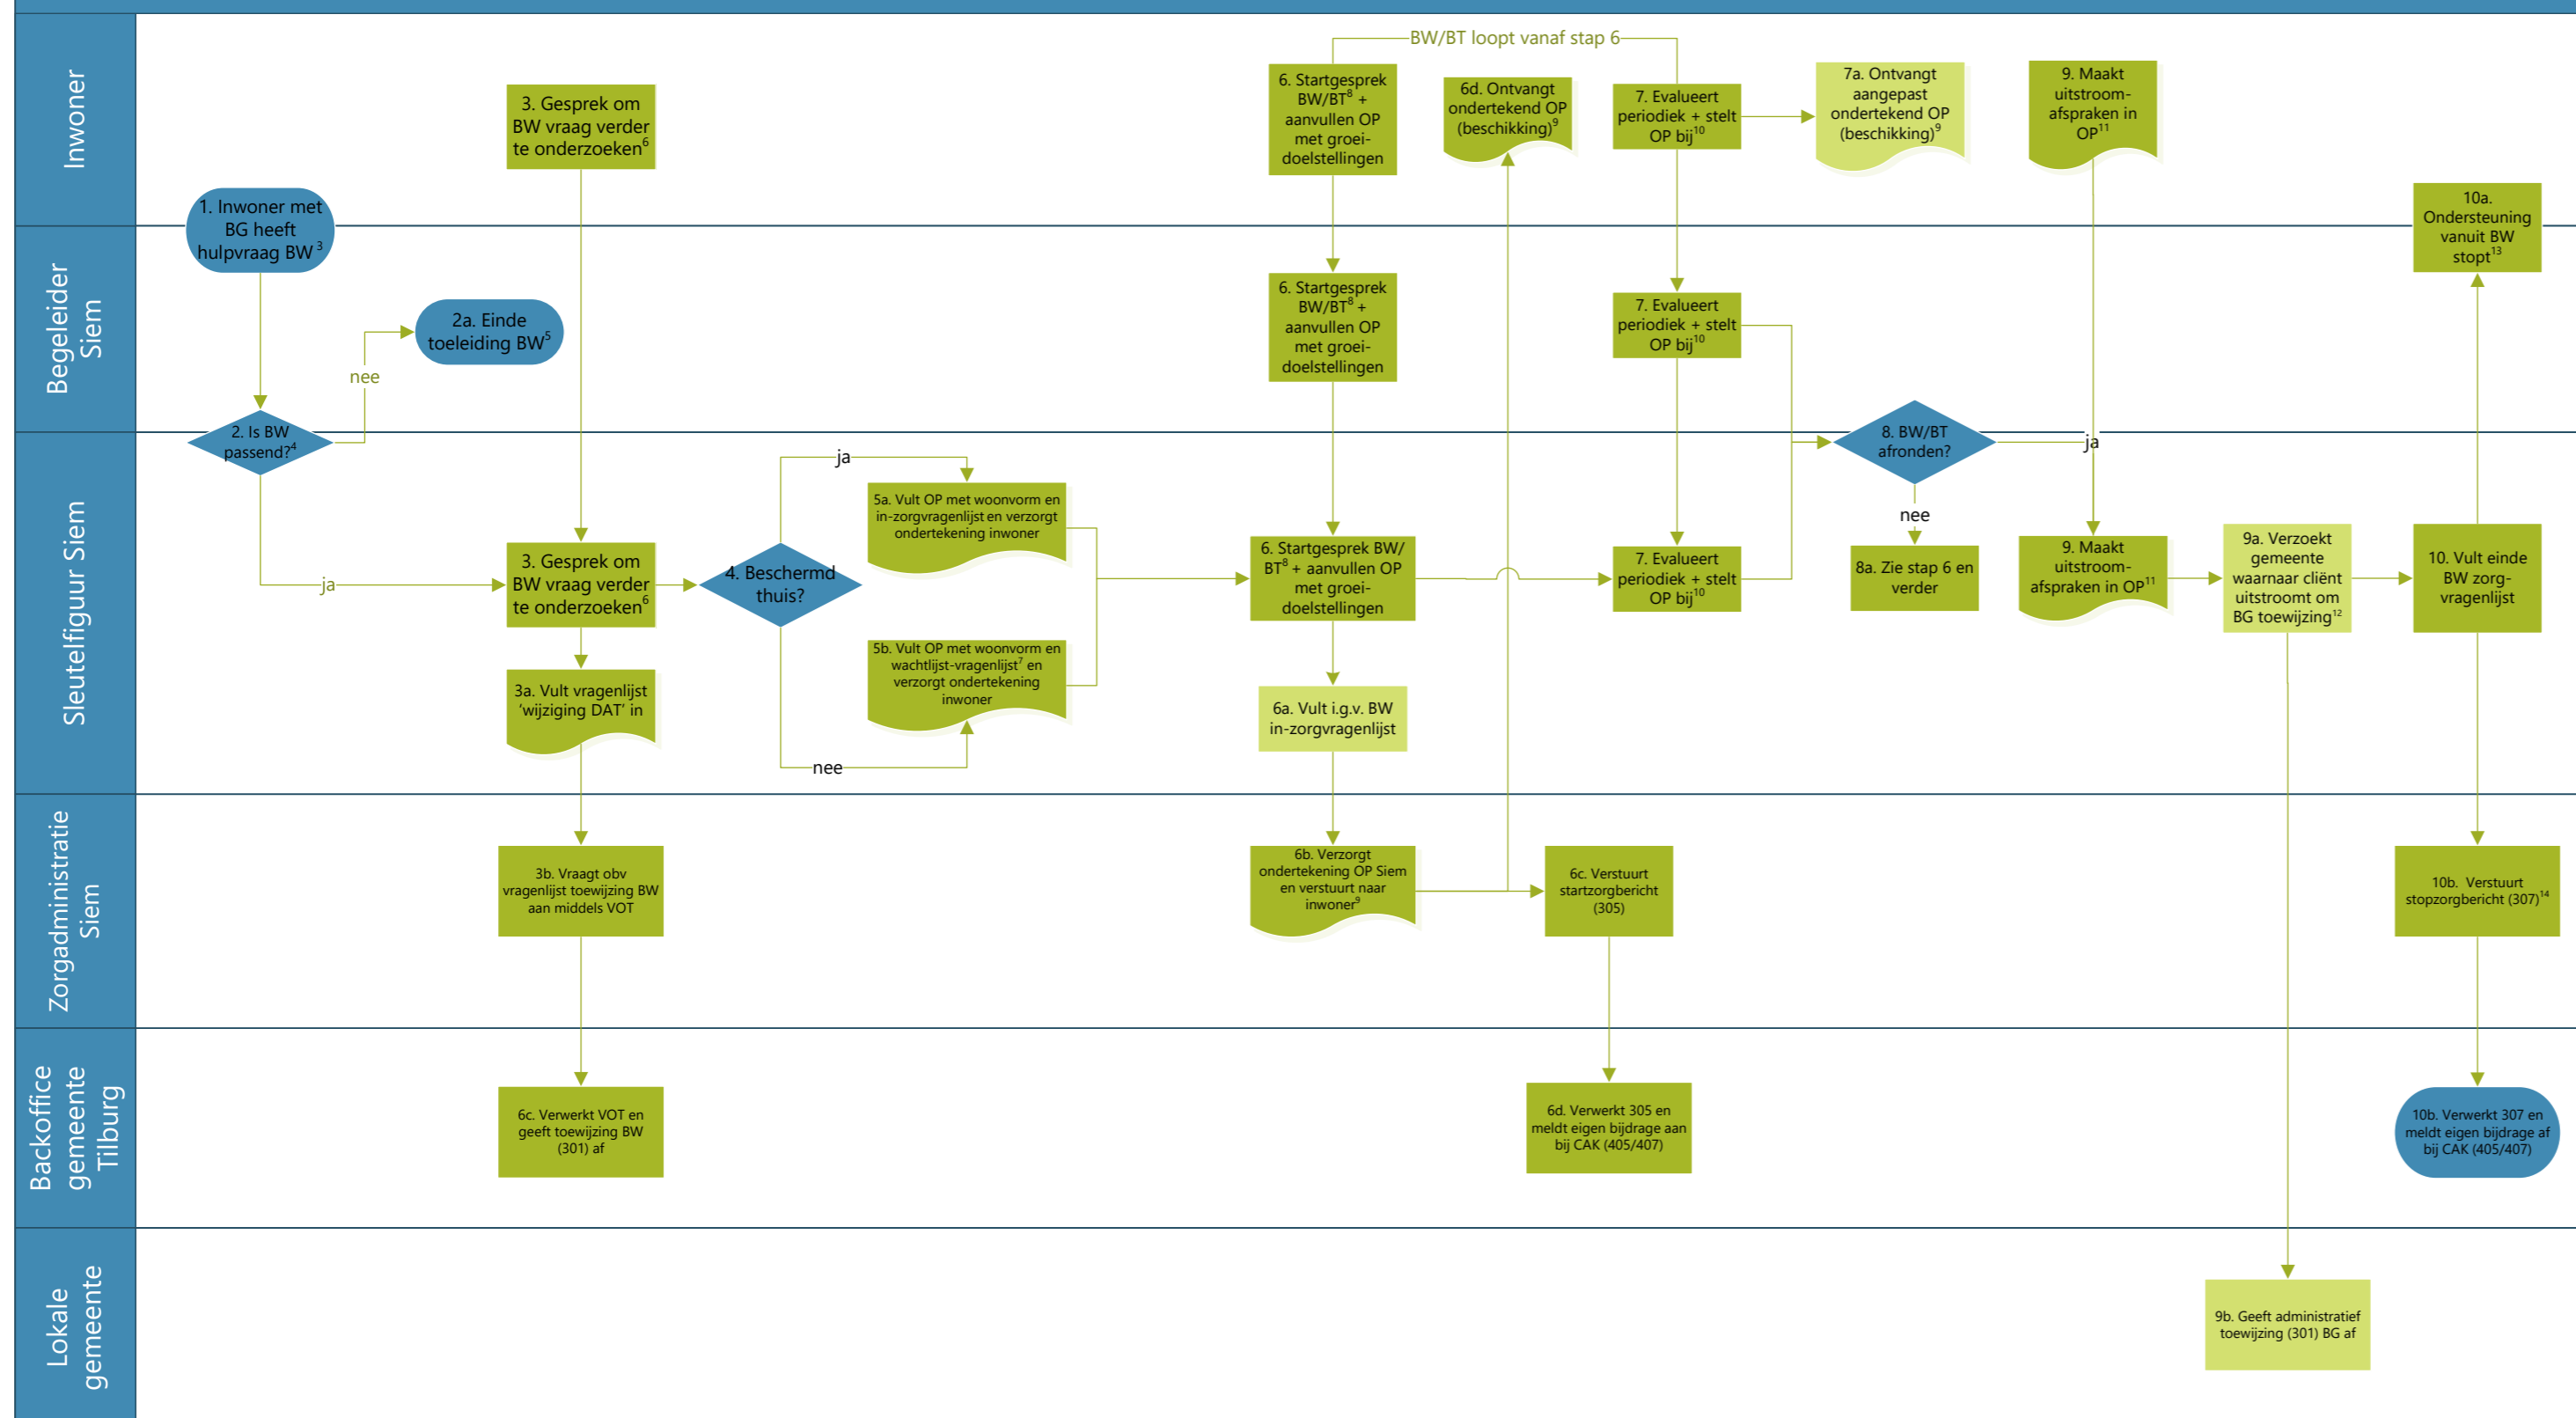 Inwoner
Begeleider
Siem
Sleutelfiguur Siem
Zorgadministratie
Siem
Backoffice
gemeente
Tilburg
Lokale
gemeente
1. Inwoner met
BG heeft
hulpvraag BW 3
2. Is BW
passend?4
nee
2a. Einde
toeleiding BW5
ja
3. Gesprek om
BW vraag verder
te onderzoeken6
3. Gesprek om
BW vraag verder
te onderzoeken6
3a. Vult vragenlijst
'wijziging DAT' in
3b. Vraagt obv
vragenlijst toewijzing BW
aan middels VOT
6c. Verwerkt VOT en
geeft toewijzing BW
(301) af
4. Beschermd
thuis?
ja
5a. Vult OP met woonvorm en
in-zorgvragenlijst en verzorgt
ondertekening inwoner
nee
5b. Vult OP met woonvorm en
wachtlijst-vragenlijst7 en
verzorgt ondertekening
inwoner
BW/BT loopt vanaf stap 6
6. Startgesprek
BW/BT8 +
aanvullen OP
met groei-
doelstellingen
6. Startgesprek
BW/BT8 +
aanvullen OP
met groei-
doelstellingen
6. Startgesprek BW/
BT8 + aanvullen OP
met groei-
doelstellingen
6a. Vult i.g.v. BW
in-zorgvragenlijst
6b. Verzorgt
ondertekening OP Siem
en verstuurt naar
inwoner9
6c. Verstuurt
startzorgbericht
(305)
6d. Ontvangt
ondertekend OP
(beschikking)9
6d. Verwerkt 305 en
meldt eigen bijdrage aan
bij CAK (405/407)
7. Evalueert
periodiek + stelt
OP bij10
7. Evalueert
periodiek + stelt
OP bij10
7. Evalueert
periodiek + stelt
OP bij10
7a. Ontvangt
aangepast
ondertekend OP
(beschikking)9
8. BW/BT
afronden?
nee
8a. Zie stap 6 en
verder
ja
9. Maakt
uitstroom-
afspraken in
OP11
9. Maakt
uitstroom-
afspraken in OP11
9a. Verzoekt
gemeente
waarnaar cliënt
uitstroomt om
BG toewijzing12
9b. Geeft administratief
toewijzing (301) BG af
10. Vult einde
BW zorg-
vragenlijst
10a.
Ondersteuning
vanuit BW
stopt13
10b. Verstuurt
stopzorgbericht (307)14
10b. Verwerkt 307 en
meldt eigen bijdrage af
bij CAK (405/407)